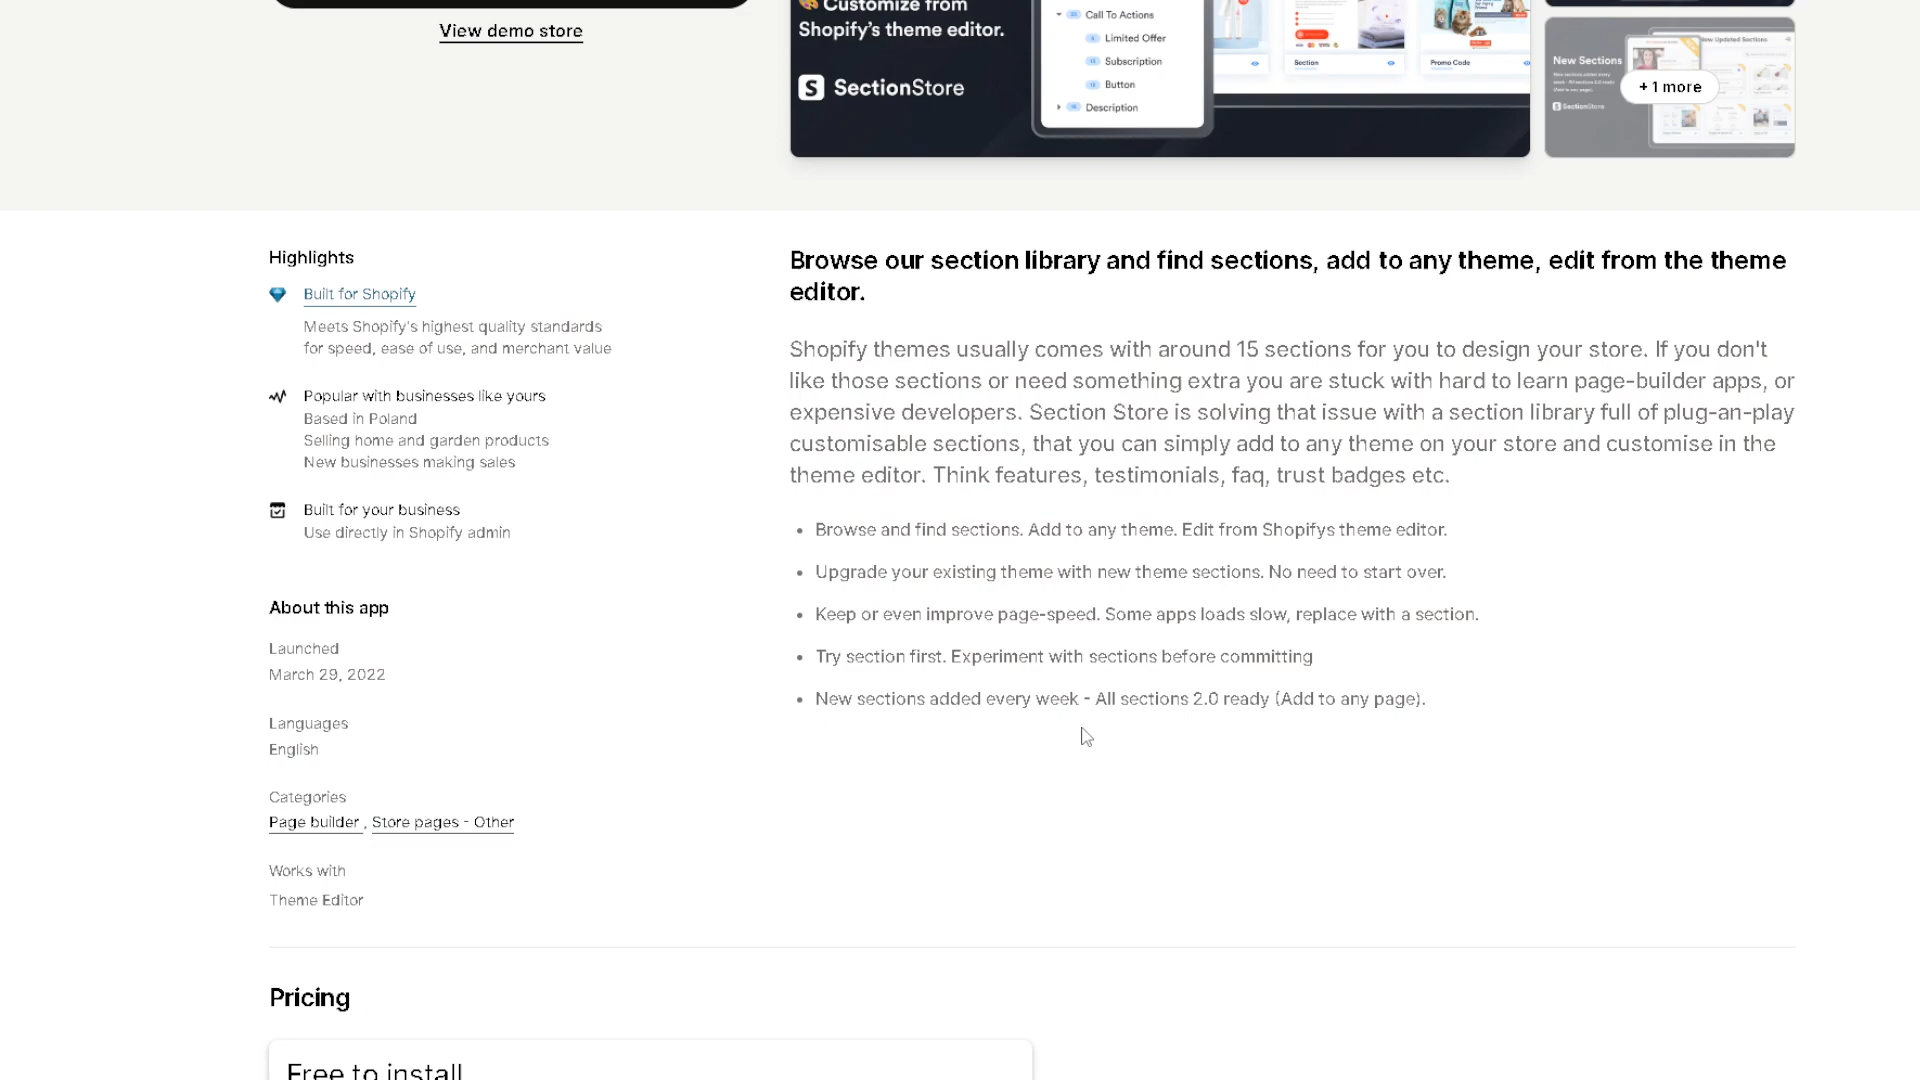 View demo store
Customize from
Shopify's theme editor.
S SectionStore
Call To Actions
Limited Offer
Subscription
Button
Description
Section
Promo Code
New Updated Sections
New Sections
SectionStore
+ 1 more
Highlights
Built for Shopify
Meets Shopify's highest quality standards
for speed, ease of use, and merchant value
Popular with businesses like yours
Based in Poland
Selling home and garden products
New businesses making sales
Built for your business
Use directly in Shopify admin
About this app
Launched
March 29, 2022
Languages
English
Categories
Page builder , Store pages - Other
Works with
Theme Editor
Browse our section library and find sections, add to any theme, edit from the theme
editor.
Shopify themes usually comes with around 15 sections for you to design your store. If you don't
like those sections or need something extra you are stuck with hard to learn page-builder apps, or
expensive developers. Section Store is solving that issue with a section library full of plug-an-play
customisable sections, that you can simply add to any theme on your store and customise in the
theme editor. Think features, testimonials, faq, trust badges etc.
• Browse and find sections. Add to any theme. Edit from Shopifys theme editor.
• Upgrade your existing theme with new theme sections. No need to start over.
• Keep or even improve page-speed. Some apps loads slow, replace with a section.
• Try section first. Experiment with sections before committing
• New sections added every week - All sections 2.0 ready (Add to any page).
Pricing
Free to install